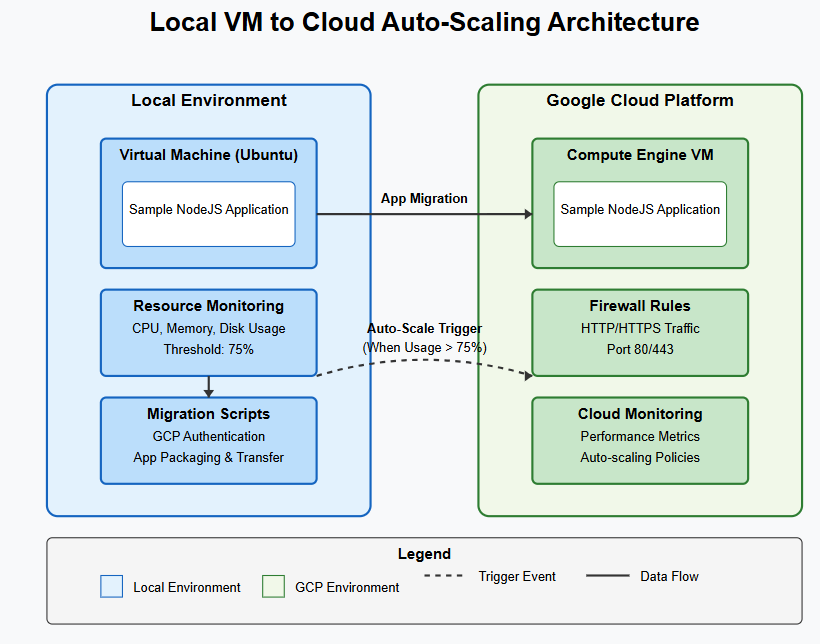 Local VM to Cloud Auto-Scaling Architecture
Local Environment
Virtual Machine (Ubuntu)
Sample NodeJS Application
Resource Monitoring
CPU, Memory, Disk Usage
Threshold: 75%
Migration Scripts
GCP Authentication
App Packaging & Transfer
App Migration
Auto-Scale Trigger
(When Usage > 75%)
Google Cloud Platform
Compute Engine VM
Sample NodeJS Application
Firewall Rules
HTTP/HTTPS Traffic
Port 80/443
Cloud Monitoring
Performance Metrics
Auto-scaling Policies
Legend
Local Environment
GCP Environment
Trigger Event
Data Flow